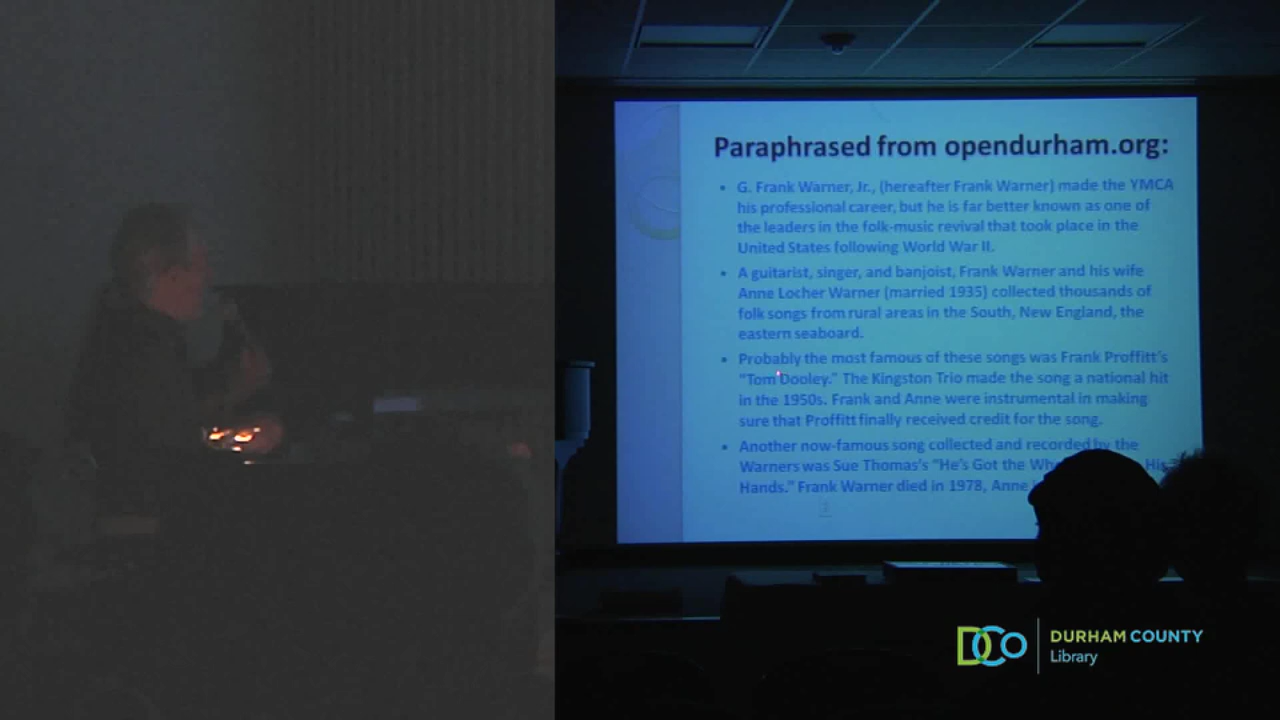 Paraphrased from opendurham.org:
• G. Frank Warner, Jr., (hereafter Frank Warner) made the YMCA
his professional career, but he is far better known as one of
the leaders in the folk-music revival that took place in the
United States following World War II.
• A guitarist, singer, and banjoist, Frank Warner and his wife
Anne Locher Warner (married 1935) collected thousands of
folk songs from rural areas in the South, New England, the
eastern seaboard.
• Probably the most famous of these songs was Frank Proffitt's
"Tom Dooley." The Kingston Trio made the song a national hit
in the 1950s. Frank and Anne were instrumental in making
sure that Proffitt finally received credit for the song.
• Another now-famous song collected and recorded by the
Warners was Sue Thomas's "He's Got the His
Hands." Frank Warner died in 1978, Anne
DCo DURHAM COUNTY
Library